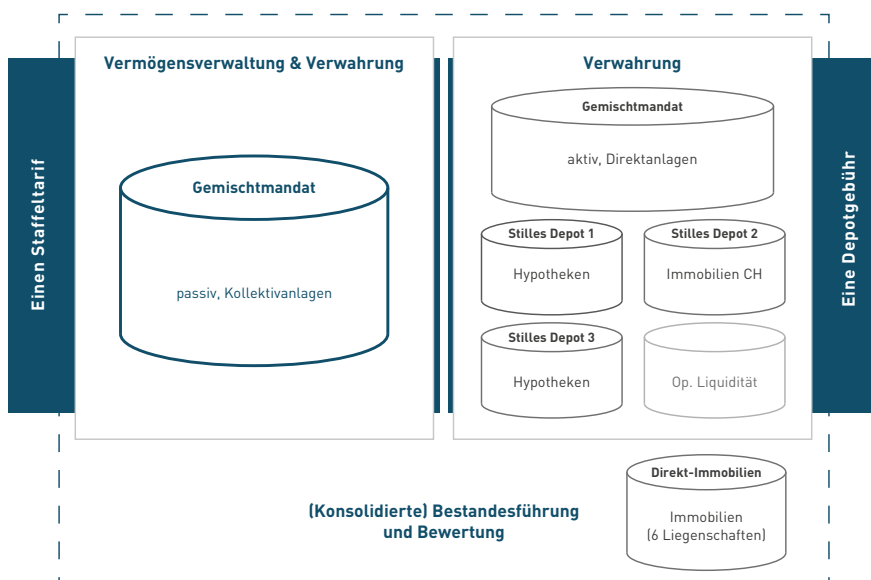 Einen Staffeltarif
Vermögensverwaltung & Verwahrung
Gemischtmandat
passiv, Kollektivanlagen
Verwahrung
Gemischtmandat
aktiv, Direktanlagen
Stilles Depot 1
Hypotheken
Stilles Depot 2
Immobilien CH
Stilles Depot 3
Hypotheken
Op. Liquidität
Eine Depotgebühr
(Konsolidierte) Bestandesführung
und Bewertung
Direkt-Immobilien
Immobilien
(6 Liegenschaften)